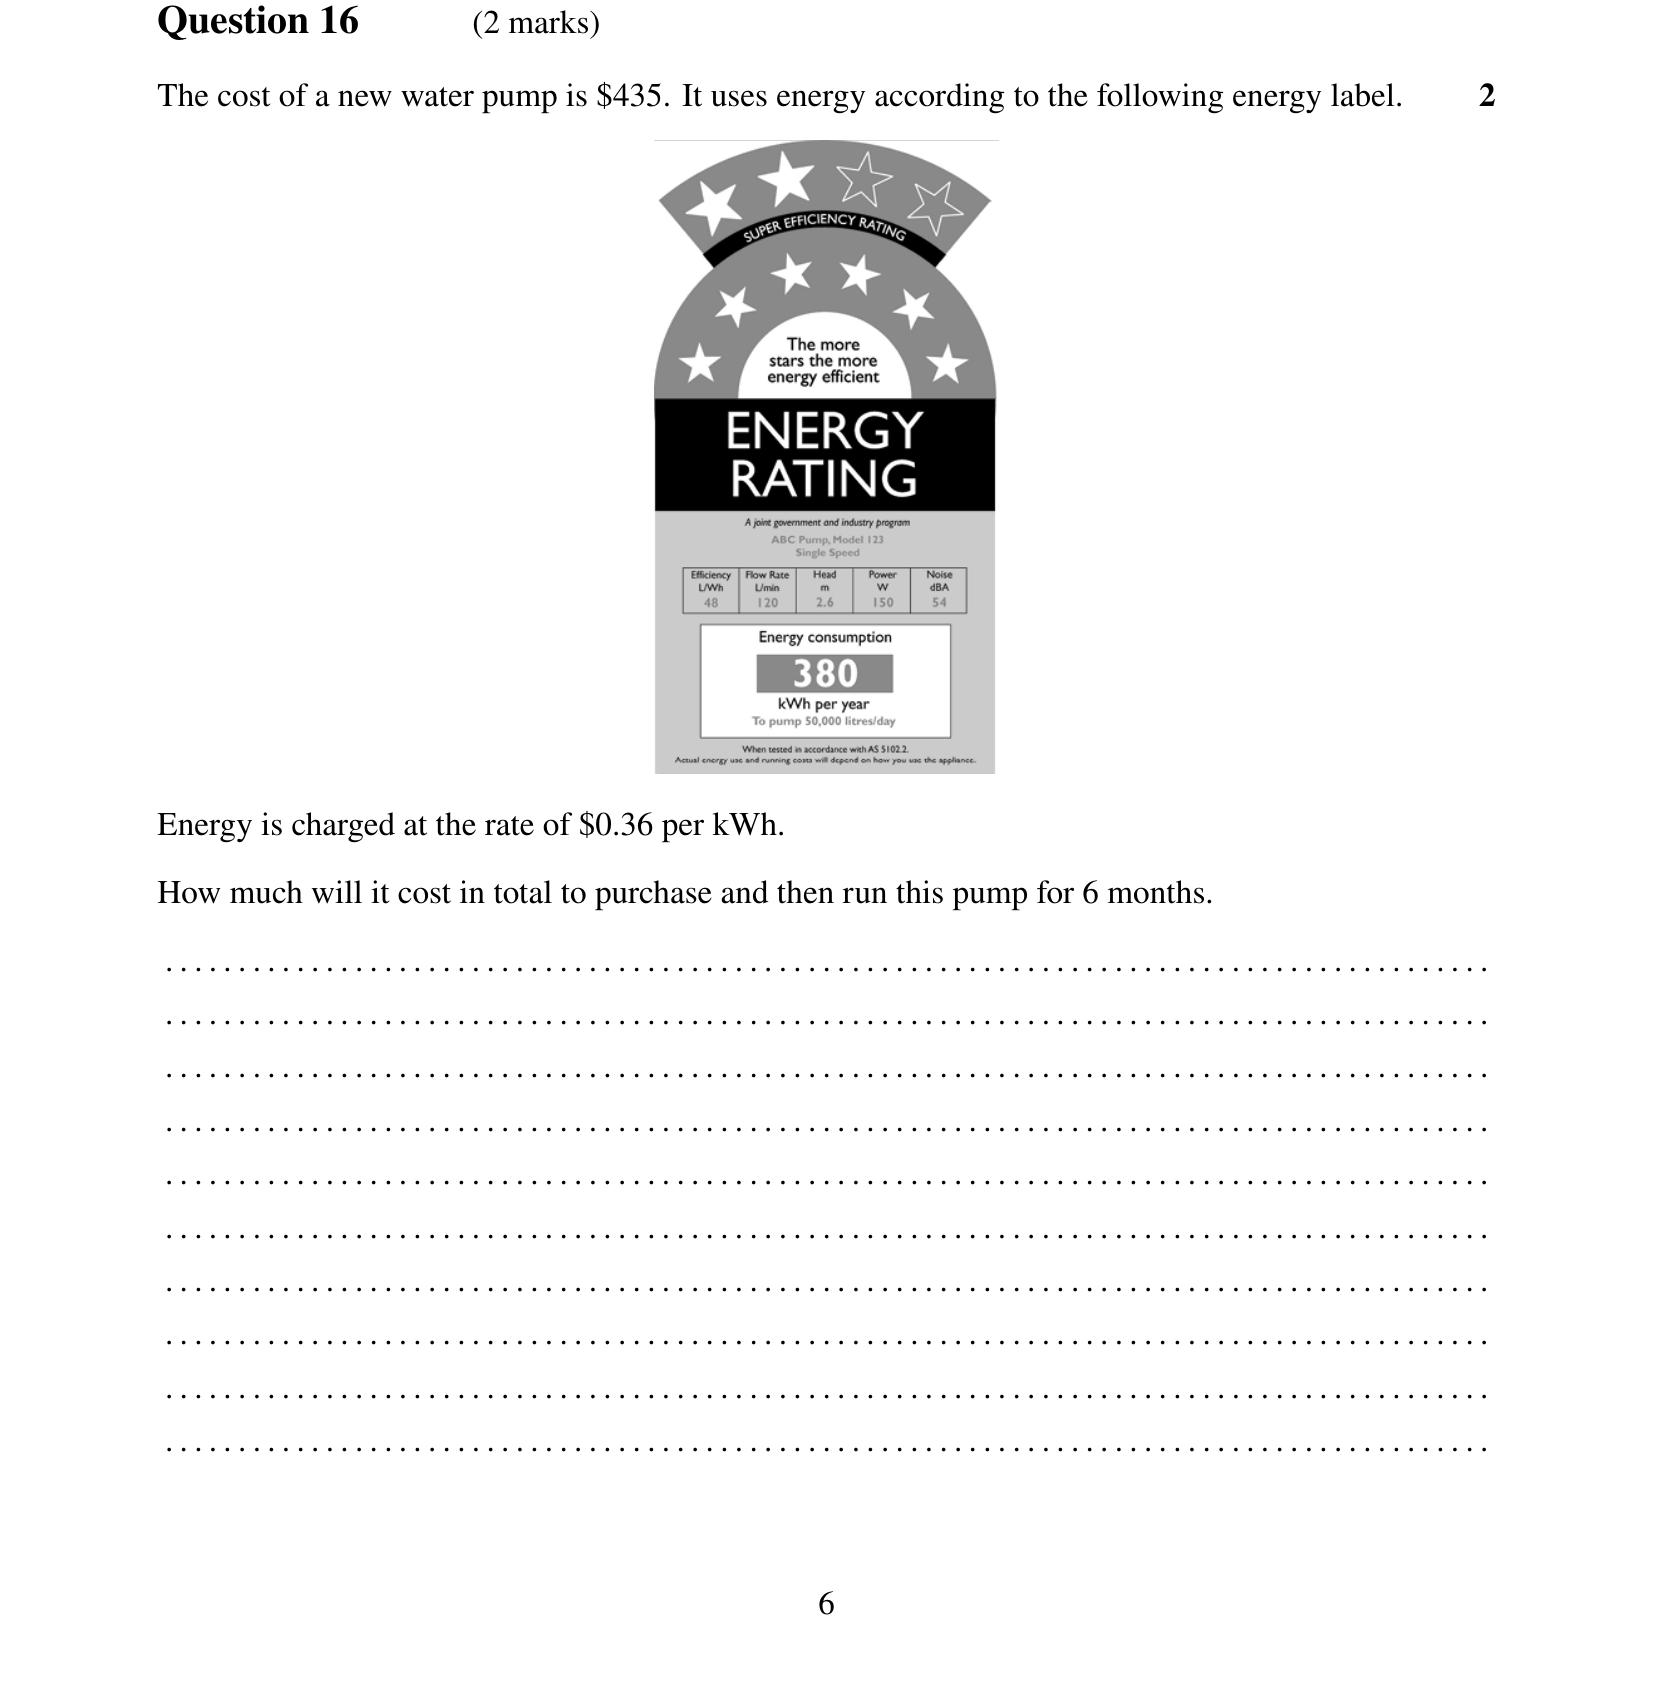 Question 16 (2 marks)
The cost of a new water pump is $435. It uses energy according to the following energy label. 2
SUPER EFFICIENCY RATING
The more
stars the more
energy efficient
ENERGY
RATING
A joint government and industry program
ABC Pump, Model 123
Single Speed
Efficiency Flow Rate Head Power Noise
L/Wh L/min m W dBA
48 120 2.6 150 54
Energy consumption
380
kWh per year
To pump 50,000 litres/day
When tested in accordance with AS 5102.2.
Actual energy use and running costs will depend on how you use the appliance.
Energy is charged at the rate of $0.36 per kWh.
How much will it cost in total to purchase and then run this pump for 6 months.
6